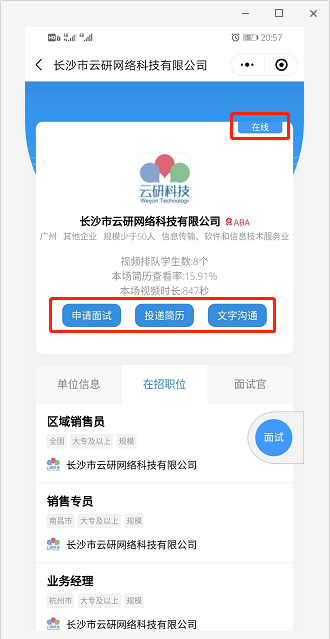 HD 4G 4G 20:57
长沙市云研网络科技有限公司
在线
云研科技
Weyan Technology
长沙市云研网络科技有限公司 ABA
广州 其他企业 规模少于50人 信息传输、软件和信息技术服务业
视频排队学生数:8个
本场简历查看率:15.91%
本场视频时长:847秒
申请面试 投递简历 文字沟通
单位信息 在招职位 面试官
区域销售员
全国 大专及以上 规模
长沙市云研网络科技有限公司
面试
销售专员
南昌市 大专及以上 规模
长沙市云研网络科技有限公司
业务经理
杭州市 大专及以上 规模
长沙市云研网络科技有限公司